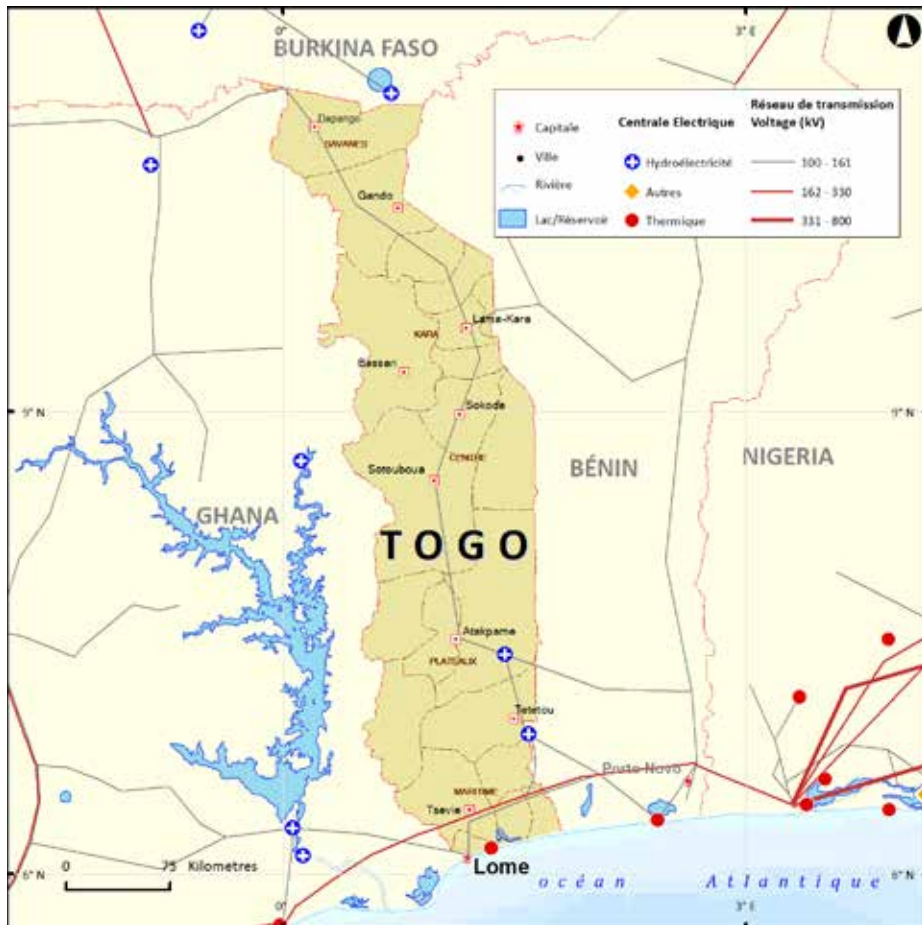 0°
3° E
BURKINA FASO
Réseau de transmission
Voltage (kV)
Centrale Electrique
Capitale
Ville
Rivière
Lac/Réservoir
Hydroélectricité
Autres
Thermique
100 - 161
162 - 330
331 - 800
Dapango
SAVANES
Gando
Lama-Kara
KARA
Bassari
9° N
9° N
Sokode
CENTRE
Sotouboua
BÉNIN
NIGERIA
GHANA
TOGO
Atakpame
PLATEAUX
Tetetou
Porto Novo
MARITIME
Tsevie
0 75 Kilometres
Lome
6° N
6° N
océan Atlantique
0°
3° E